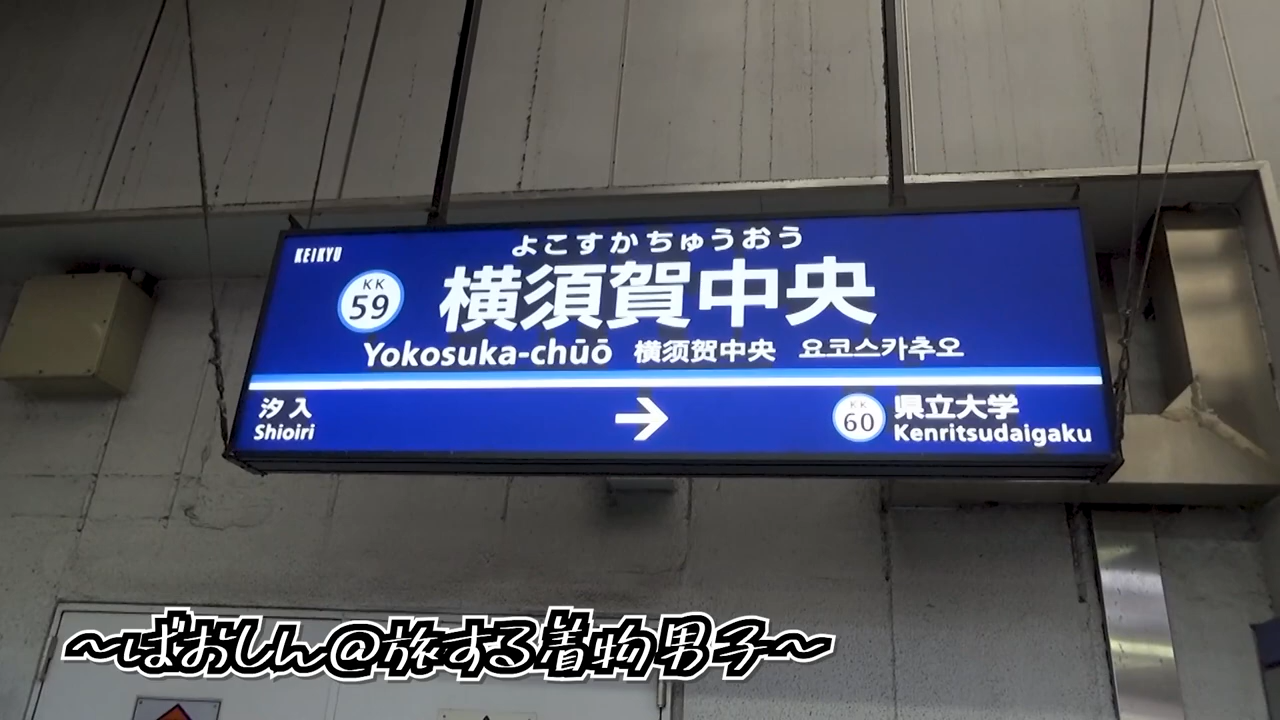 KEIKYU
よこすかちゅうおう
KK
59
横須賀中央
Yokosuka-chūō 横须贺中央 요코스카추오
汐入
Shioiri
→
KK
60
県立大学
Kenritsudaigaku
～ばおしん@旅する着物男子～